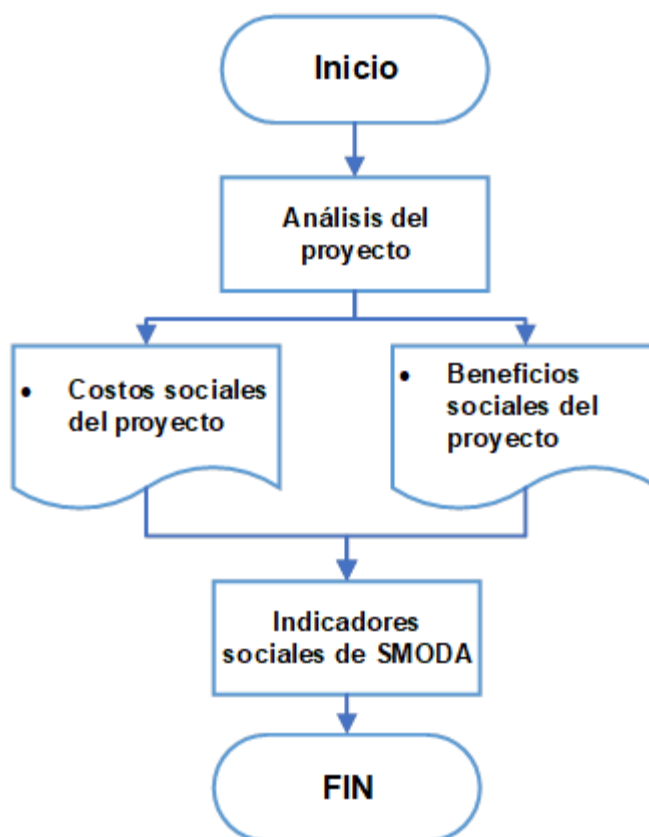 Inicio
Análisis del
proyecto
• Costos sociales
del proyecto
• Beneficios
sociales del
proyecto
Indicadores
sociales de SMODA
FIN